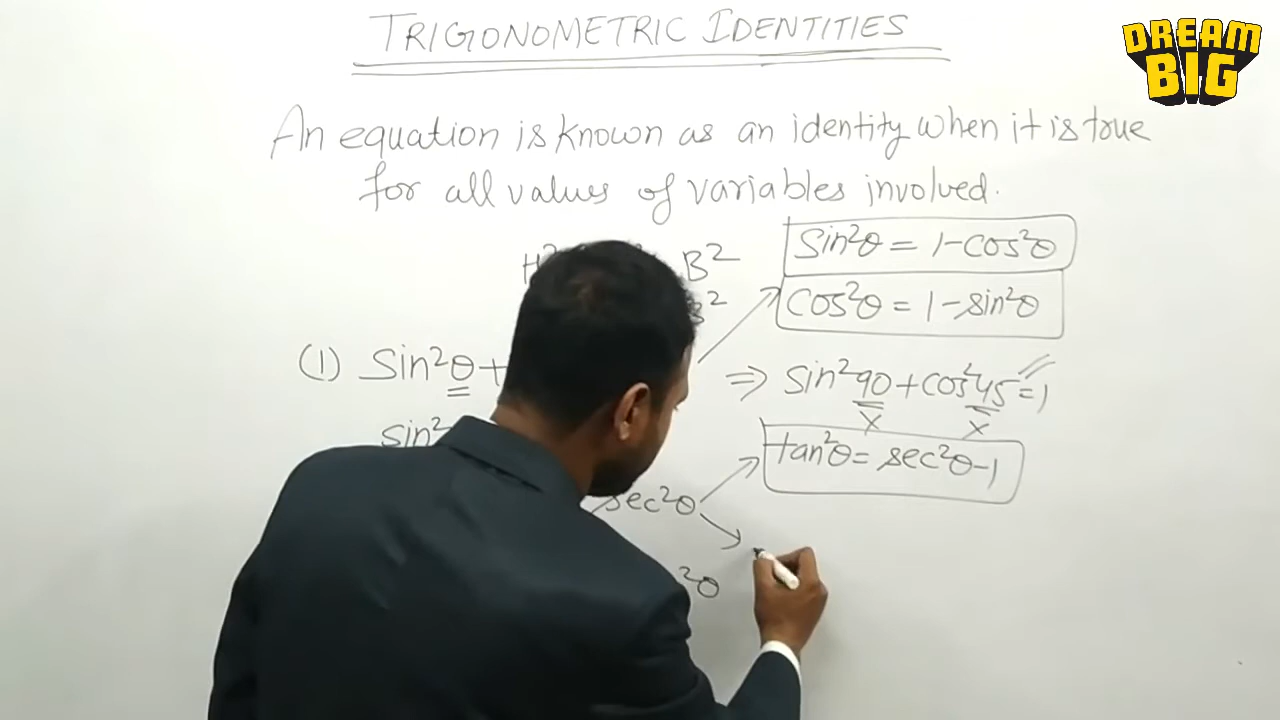 TRIGONOMETRIC IDENTITIES
DREAM
BIG
An equation is known as an identity when it is true
for all values of variables involved.
H² B²
²
Sin²θ = 1-cos²θ
Cos²θ = 1-sin²θ
(1) Sin²θ+
⇒ Sin²90+cos²45=1
x x
sin²
tan²θ= sec²θ-1
sec²θ
²θ